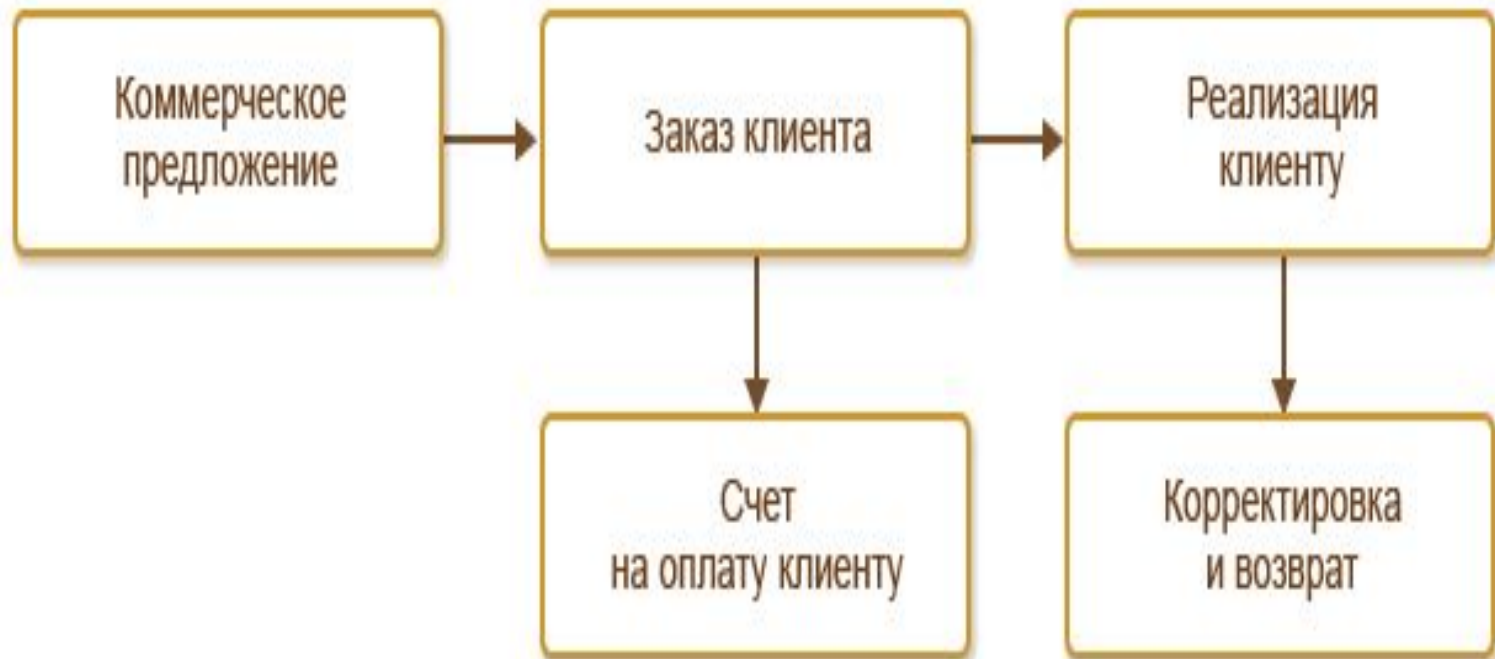 Коммерческое
предложение
Заказ клиента
Реализация
клиенту
Счет
на оплату клиенту
Корректировка
и возврат